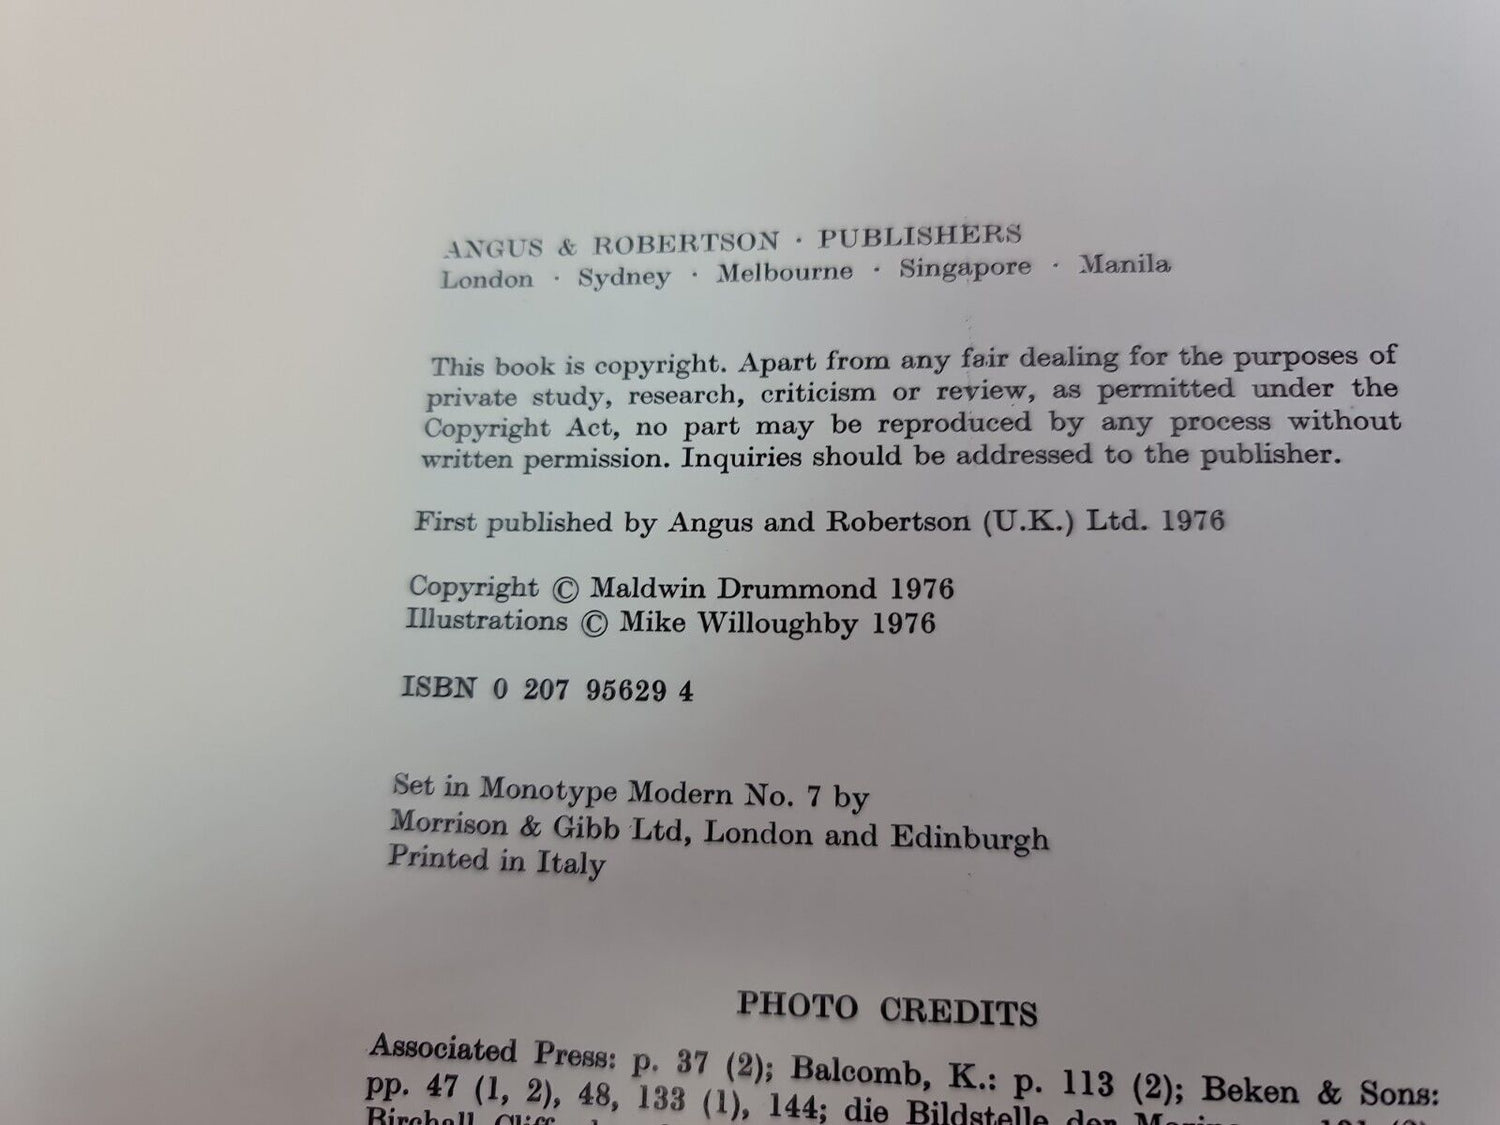 ANGUS & ROBERTSON · PUBLISHERS
London · Sydney · Melbourne · Singapore · Manila
This book is copyright. Apart from any fair dealing for the purposes of
private study, research, criticism or review, as permitted under the
Copyright Act, no part may be reproduced by any process without
written permission. Inquiries should be addressed to the publisher.
First published by Angus and Robertson (U.K.) Ltd. 1976
Copyright © Maldwin Drummond 1976
Illustrations © Mike Willoughby 1976
ISBN 0 207 95629 4
Set in Monotype Modern No. 7 by
Morrison & Gibb Ltd, London and Edinburgh
Printed in Italy
PHOTO CREDITS
Associated Press: p. 37 (2); Balcomb, K.: p. 113 (2); Beken & Sons:
pp. 47 (1, 2), 48, 133 (1), 144; die Bildstelle der